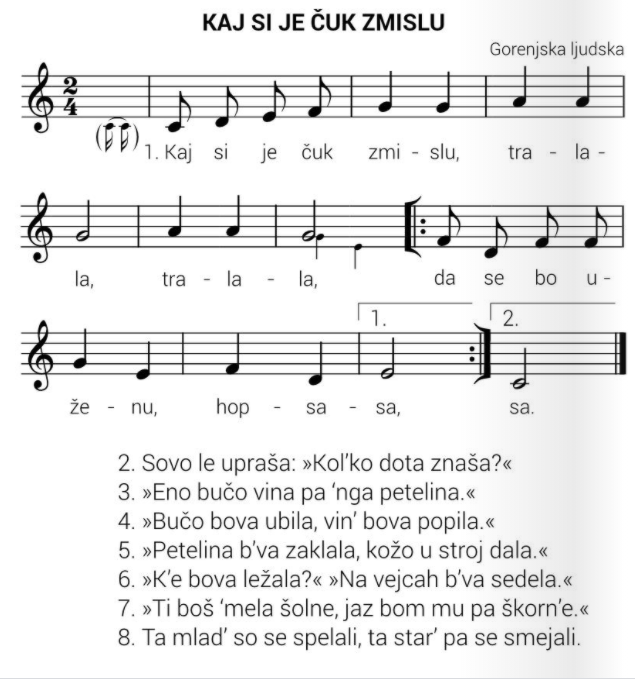 KAJ SI JE ČUK ZMISLU
Gorenjska ljudska
2
4
1. Kaj si je čuk zmi - slu, tra - la -
la, tra - la - la, da se bo u -
1. 2.
že - nu, hop - sa - sa, sa.
2. Sovo le upraša: »Kol’ko dota znaša?«
3. »Eno bučo vina pa ‘nga petelina.«
4. »Bučo bova ubila, vin’ bova popila.«
5. »Petelina b’va zaklala, kožo u stroj dala.«
6. »K’e bova ležala?« »Na vejcah b’va sedela.«
7. »Ti boš ‘mela šolne, jaz bom mu pa škorn’e.«
8. Ta mlad’ so se spelali, ta star’ pa se smejali.